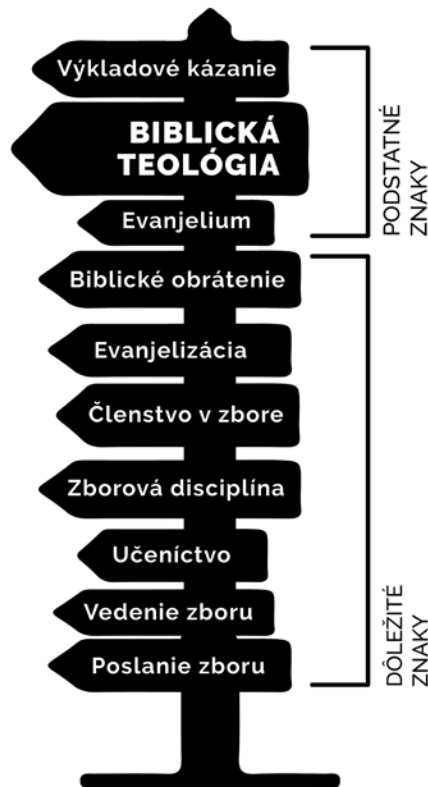 Výkladové kázanie
BIBLICKÁ
TEOLÓGIA
Evanjelium
PODSTATNÉ
ZNAKY
Biblické obrátenie
Evanjelizácia
Členstvo v zbore
Zborová disciplína
Učeníctvo
Vedenie zboru
Poslanie zboru
DÔLEŽITÉ
ZNAKY